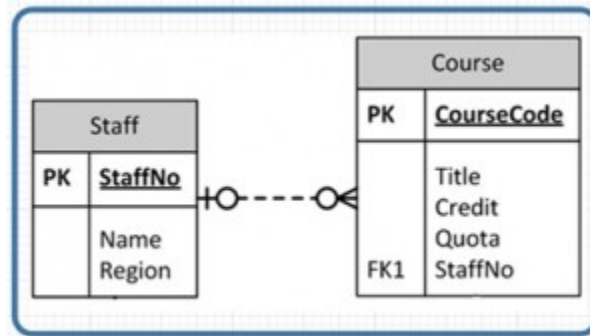 Staff
PK StaffNo
Name
Region
Course
PK CourseCode
Title
Credit
Quota
FK1 StaffNo